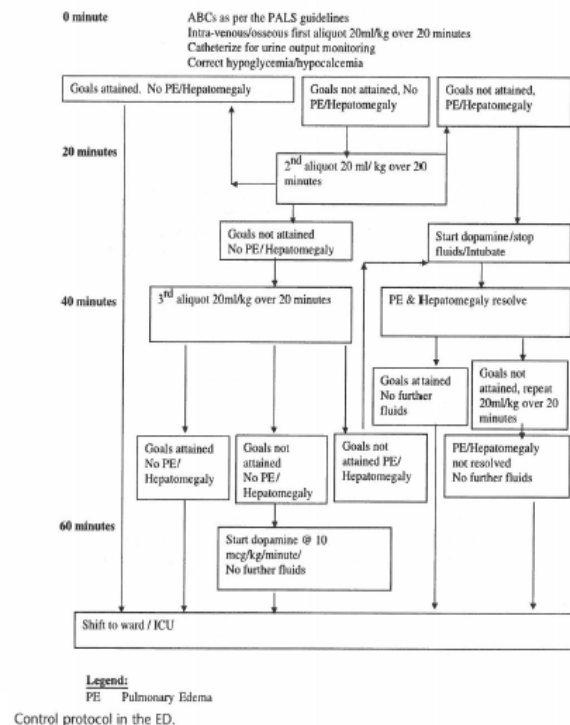 0 minute
ABCs as per the PALS guidelines
Intra-venous/osseous first aliquot 20ml/kg over 20 minutes
Catheterize for urine output monitoring
Correct hypoglycemia/hypocalcemia
Goals attained. No PE/Hepatomegaly
Goals not attained, No
PE/Hepatomegaly
Goals not attained,
PE/Hepatomegaly
20 minutes
2nd aliquot 20 ml/ kg over 20
minutes
Goals not attained
No PE/Hepatomegaly
Start dopamine/stop
fluids/Intubate
40 minutes
3rd aliquot 20ml/kg over 20 minutes
PE & Hepatomegaly resolve
Goals attained
No further
fluids
Goals not
attained, repeat
20ml/kg over 20
minutes
Goals attained
No PE/
Hepatomegaly
Goals not
attained
No PE/
Hepatomegaly
Goals not
attained PE/
Hepatomegaly
PE/Hepatomegaly
not resolved
No further fluids
60 minutes
Start dopamine @ 10
mcg/kg/minute/
No further fluids
Shift to ward / ICU
Legend:
PE Pulmonary Edema
Control protocol in the ED.